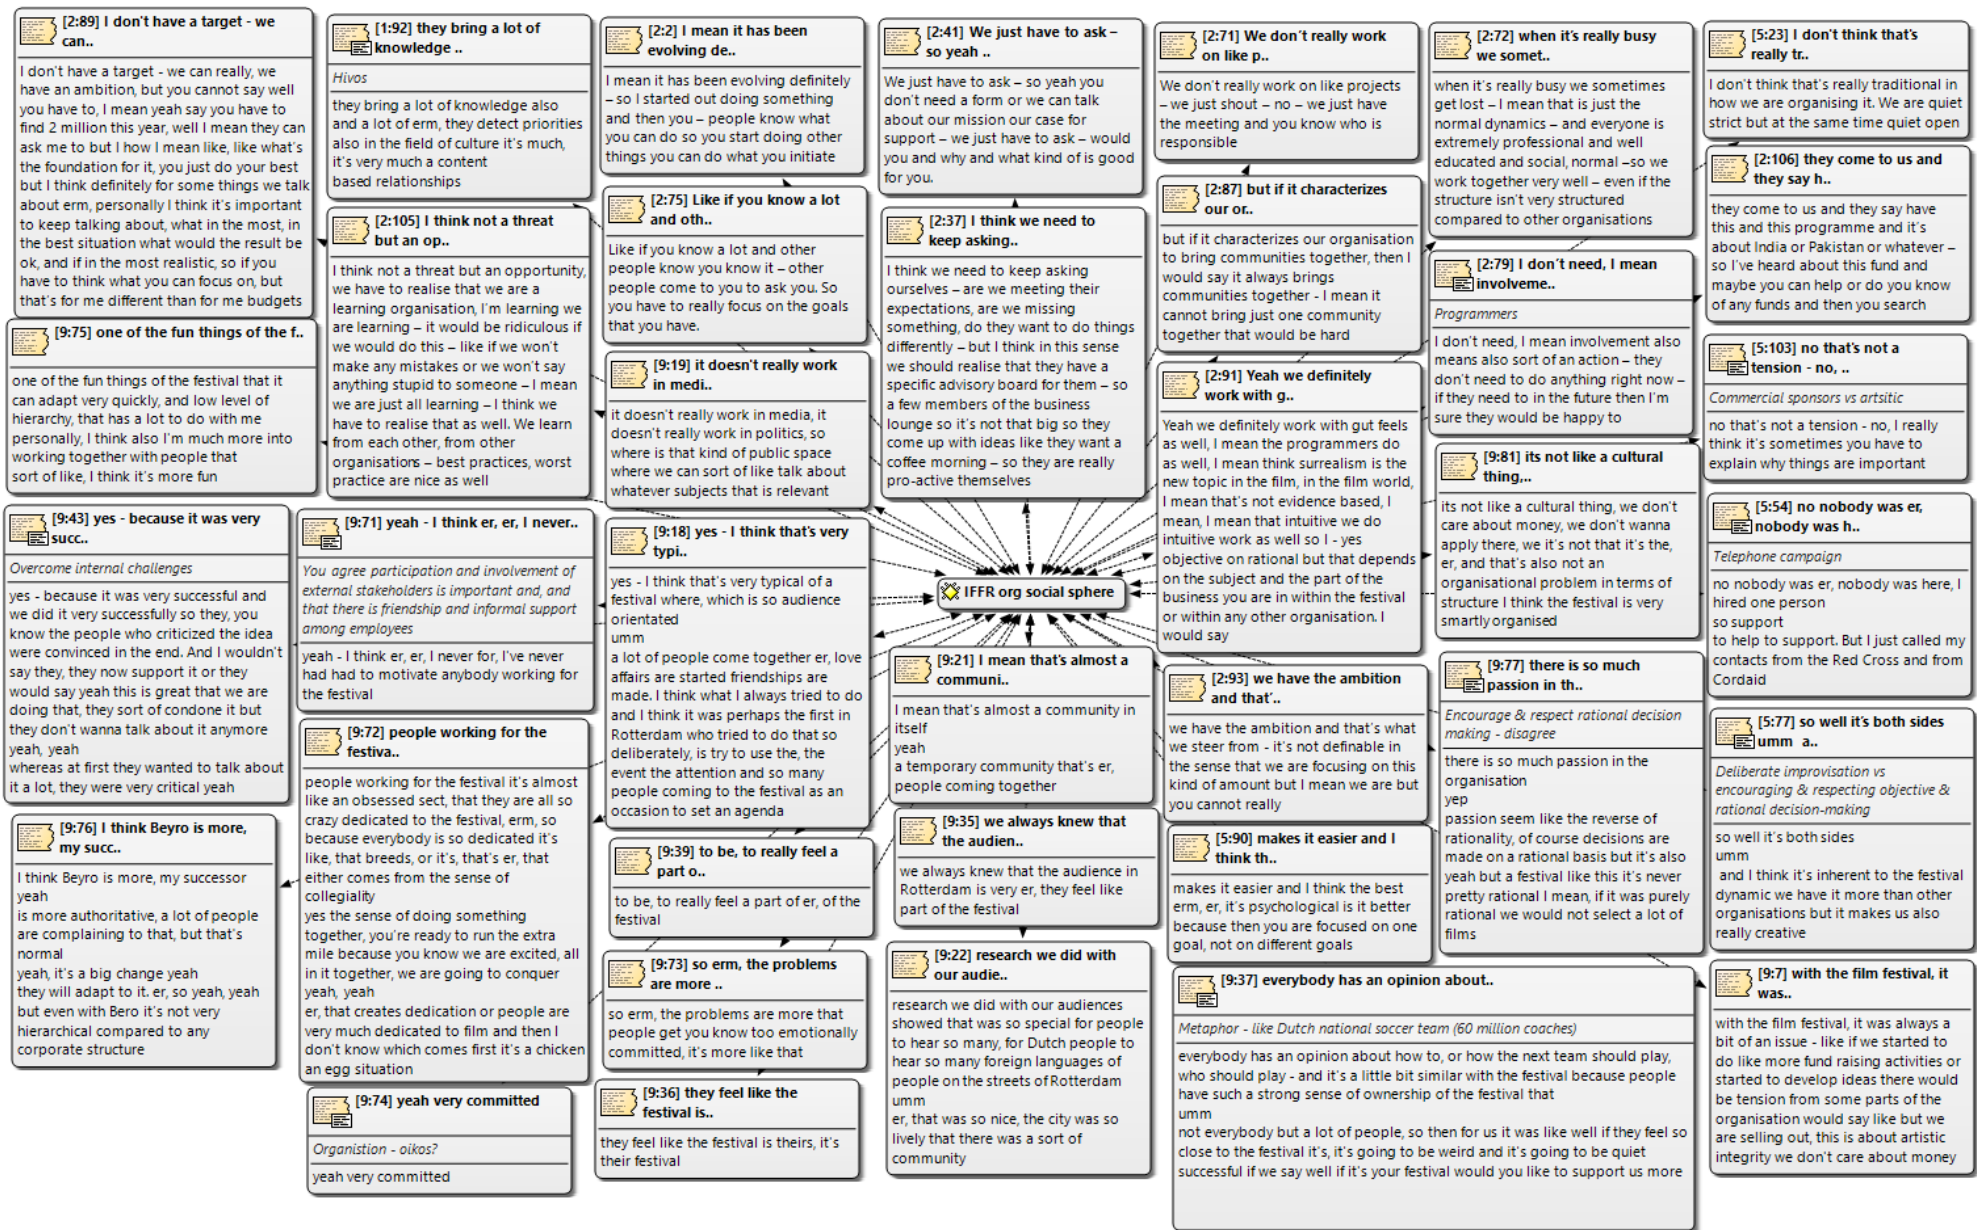 [2:89] I don't have a target - we
can..
I don't have a target - we can really, we
have an ambition, but you cannot say well
you have to, I mean yeah say you have to
find 2 million this year, well I mean they can
ask me to but I how I mean like, like what's
the foundation for it, you just do your best
but I think definitely for some things we talk
about erm, personally I think it's important
to keep talking about, what in the most, in
the best situation what would the result be
ok, and if in the most realistic, so if you
have to think what you can focus on, but
that's for me different than for me budgets
[9:75] one of the fun things of the f..
one of the fun things of the festival that it
can adapt very quickly, and low level of
hierarchy, that has a lot to do with me
personally, I think also I'm much more into
working together with people that
sort of like, I think it's more fun
[9:43] yes - because it was very
succ..
Overcome internal challenges
yes - because it was very successful and
we did it very successfully so they, you
know the people who criticized the idea
were convinced in the end. And I wouldn't
say they, they now support it or they
would say yeah this is great that we are
doing that, they sort of condone it but
they don't wanna talk about it anymore
yeah, yeah
whereas at first they wanted to talk about
it a lot, they were very critical yeah
[9:76] I think Beyro is more,
my succ..
I think Beyro is more, my successor
yeah
is more authoritative, a lot of people
are complaining to that, but that's
normal
yeah, it's a big change yeah
they will adapt to it. er, so yeah, yeah
but even with Bero it's not very
hierarchical compared to any
corporate structure
[1:92] they bring a lot of
knowledge ..
Hivos
they bring a lot of knowledge also
and a lot of erm, they detect priorities
also in the field of culture it's much,
it's very much a content
based relationships
[2:105] I think not a threat
but an op..
I think not a threat but an opportunity,
we have to realise that we are a
learning organisation, I'm learning we
are learning – it would be ridiculous if
we would do this – like if we won't
make any mistakes or we won't say
anything stupid to someone – I mean
we are just all learning – I think we
have to realise that as well. We learn
from each other, from other
organisations – best practices, worst
practice are nice as well
[9:71] yeah - I think er, er, I never..
You agree participation and involvement of
external stakeholders is important and, and
that there is friendship and informal support
among employees
yeah - I think er, er, I never for, I've never
had had to motivate anybody working for
the festival
[9:72] people working for the
festiva..
people working for the festival it's almost
like an obsessed sect, that they are all so
crazy dedicated to the festival, erm, so
because everybody is so dedicated it's
like, that breeds, or it's, that's er, that
either comes from the sense of
collegiality
yes the sense of doing something
together, you're ready to run the extra
mile because you know we are excited, all
in it together, we are going to conquer
yeah, yeah
er, that creates dedication or people are
very much dedicated to film and then I
don't know which comes first it's a chicken
an egg situation
[9:74] yeah very committed
Organistion - oikos?
yeah very committed
[2:2] I mean it has been
evolving de..
I mean it has been evolving definitely
– so I started out doing something
and then you – people know what
you can do so you start doing other
things you can do what you initiate
[2:75] Like if you know a lot
and oth..
Like if you know a lot and other
people know you know it – other
people come to you to ask you. So
you have to really focus on the goals
that you have.
[9:19] it doesn't really work
in medi..
it doesn't really work in media, it
doesn't really work in politics, so
where is that kind of public space
where we can sort of like talk about
whatever subjects that is relevant
[9:18] yes - I think that's very
typi..
yes - I think that's very typical of a
festival where, which is so audience
orientated
umm
a lot of people come together er, love
affairs are started friendships are
made. I think what I always tried to do
and I think it was perhaps the first in
Rotterdam who tried to do that so
deliberately, is try to use the, the
event the attention and so many
people coming to the festival as an
occasion to set an agenda
[9:39] to be, to really feel a
part o..
to be, to really feel a part of er, of the
festival
[9:73] so erm, the problems
are more ..
so erm, the problems are more that
people get you know too emotionally
committed, it's more like that
[9:36] they feel like the
festival is..
they feel like the festival is theirs, it's
their festival
[2:41] We just have to ask –
so yeah ..
We just have to ask – so yeah you
don't need a form or we can talk
about our mission our case for
support – we just have to ask – would
you and why and what kind of is good
for you.
[2:37] I think we need to
keep asking..
I think we need to keep asking
ourselves – are we meeting their
expectations, are we missing
something, do they want to do things
differently – but I think in this sense
we should realise that they have a
specific advisory board for them – so
a few members of the business
lounge so it's not that big so they
come up with ideas like they want a
coffee morning – so they are really
pro-active themselves
IFFR org social sphere
[9:21] I mean that's almost a
communi..
I mean that's almost a community in
itself
yeah
a temporary community that's er,
people coming together
[9:35] we always knew that
the audien..
we always knew that the audience in
Rotterdam is very er, they feel like
part of the festival
[9:22] research we did with
our audie..
research we did with our audiences
showed that was so special for people
to hear so many, for Dutch people to
hear so many foreign languages of
people on the streets of Rotterdam
umm
er, that was so nice, the city was so
lively that there was a sort of
community
[2:71] We don't really work
on like p..
We don't really work on like projects
– we just shout – no – we just have
the meeting and you know who is
responsible
[2:87] but if it characterizes
our or..
but if it characterizes our organisation
to bring communities together, then I
would say it always brings
communities together - I mean it
cannot bring just one community
together that would be hard
[2:91] Yeah we definitely
work with g..
Yeah we definitely work with gut feels
as well, I mean the programmers do
as well, I mean think surrealism is the
new topic in the film, in the film world,
I mean that's not evidence based, I
mean, I mean that intuitive we do
intuitive work as well so I - yes
objective on rational but that depends
on the subject and the part of the
business you are in within the festival
or within any other organisation. I
would say
[2:93] we have the ambition
and that'..
we have the ambition and that's what
we steer from - it's not definable in
the sense that we are focusing on this
kind of amount but I mean we are but
you cannot really
[5:90] makes it easier and I
think th..
makes it easier and I think the best
erm, er, it's psychological is it better
because then you are focused on one
goal, not on different goals
[9:37] everybody has an opinion about..
Metaphor - like Dutch national soccer team (60 million coaches)
everybody has an opinion about how to, or how the next team should play,
who should play - and it's a little bit similar with the festival because people
have such a strong sense of ownership of the festival that
umm
not everybody but a lot of people, so then for us it was like well if they feel so
close to the festival it's, it's going to be weird and it's going to be quiet
successful if we say well if it's your festival would you like to support us more
[2:72] when it's really busy
we somet..
when it's really busy we sometimes
get lost – I mean that is just the
normal dynamics – and everyone is
extremely professional and well
educated and social, normal –so we
work together very well – even if the
structure isn't very structured
compared to other organisations
[2:79] I don't need, I mean
involveme..
Programmers
I don't need, I mean involvement also
means also sort of an action – they
don't need to do anything right now –
if they need to in the future then I'm
sure they would be happy to
[9:81] its not like a cultural
thing,..
its not like a cultural thing, we don't
care about money, we don't wanna
apply there, we it's not that it's the,
er, and that's also not an
organisational problem in terms of
structure I think the festival is very
smartly organised
[9:77] there is so much
passion in th..
Encourage & respect rational decision
making - disagree
there is so much passion in the
organisation
yep
passion seem like the reverse of
rationality, of course decisions are
made on a rational basis but it's also
yeah but a festival like this it's never
pretty rational I mean, if it was purely
rational we would not select a lot of
films
[5:23] I don't think that's
really tr..
I don't think that's really traditional in
how we are organising it. We are quiet
strict but at the same time quiet open
[2:106] they come to us and
they say h..
they come to us and they say have
this and this programme and it's
about India or Pakistan or whatever –
so I've heard about this fund and
maybe you can help or do you know
of any funds and then you search
[5:103] no that's not a
tension - no, ..
Commercial sponsors vs artsitic
no that's not a tension - no, I really
think it's sometimes you have to
explain why things are important
[5:54] no nobody was er,
nobody was h..
Telephone campaign
no nobody was er, nobody was here, I
hired one person
so support
to help to support. But I just called my
contacts from the Red Cross and from
Cordaid
[5:77] so well it's both sides
umm a..
Deliberate improvisation vs
encouraging & respecting objective &
rational decision-making
so well it's both sides
umm
and I think it's inherent to the festival
dynamic we have it more than other
organisations but it makes us also
really creative
[9:7] with the film festival, it
was..
with the film festival, it was always a
bit of an issue - like if we started to
do like more fund raising activities or
started to develop ideas there would
be tension from some parts of the
organisation would say like but we
are selling out, this is about artistic
integrity we don't care about money